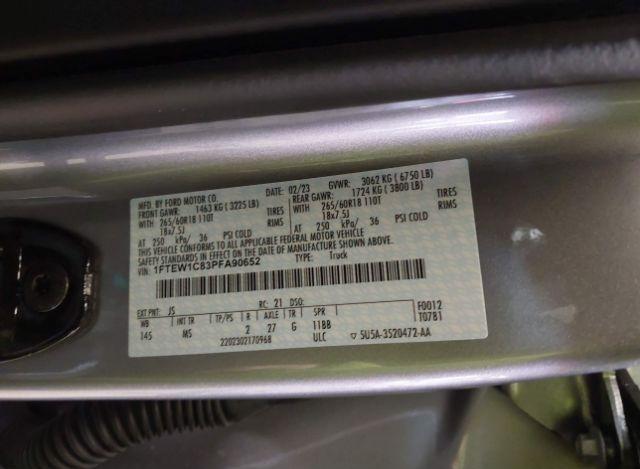 MFD. BY FORD MOTOR CO. DATE: 02/23 GVWR: 3062 KG ( 6750 LB)
FRONT GAWR: 1463 KG ( 3225 LB) REAR GAWR: 1724 KG ( 3800 LB)
WITH 265/60R18 110T TIRES WITH 265/60R18 110T TIRES
18x7.5J RIMS 18x7.5J RIMS
AT 250 kPa/ 36 PSI COLD AT 250 kPa/ 36 PSI COLD
THIS VEHICLE CONFORMS TO ALL APPLICABLE FEDERAL MOTOR VEHICLE
SAFETY STANDARDS IN EFFECT ON THE DATE OF MANUFACTURE SHOWN ABOVE.
VIN: 1FTEW1C83PFA90652
TYPE: Truck
EXT PNT: JS RC: 21 DSO:
WB INT TR TP/PS R AXLE TR SPR F0012
145 MS 2 27 G 1188 T0781
2202302170968 ULC ▽ 5U5A-3520472-AA